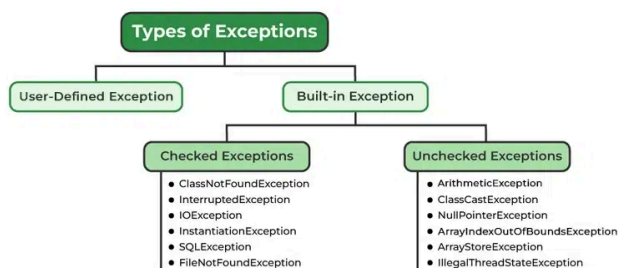 Types of Exceptions
User-Defined Exception
Built-in Exception
Checked Exceptions
ClassNotFoundException
InterruptedException
IOException
InstantiationException
SQLException
FileNotFoundException
Unchecked Exceptions
ArithmeticException
ClassCastException
NullPointerException
ArrayIndexOutOfBoundsException
ArrayStoreException
IllegalThreadStateException